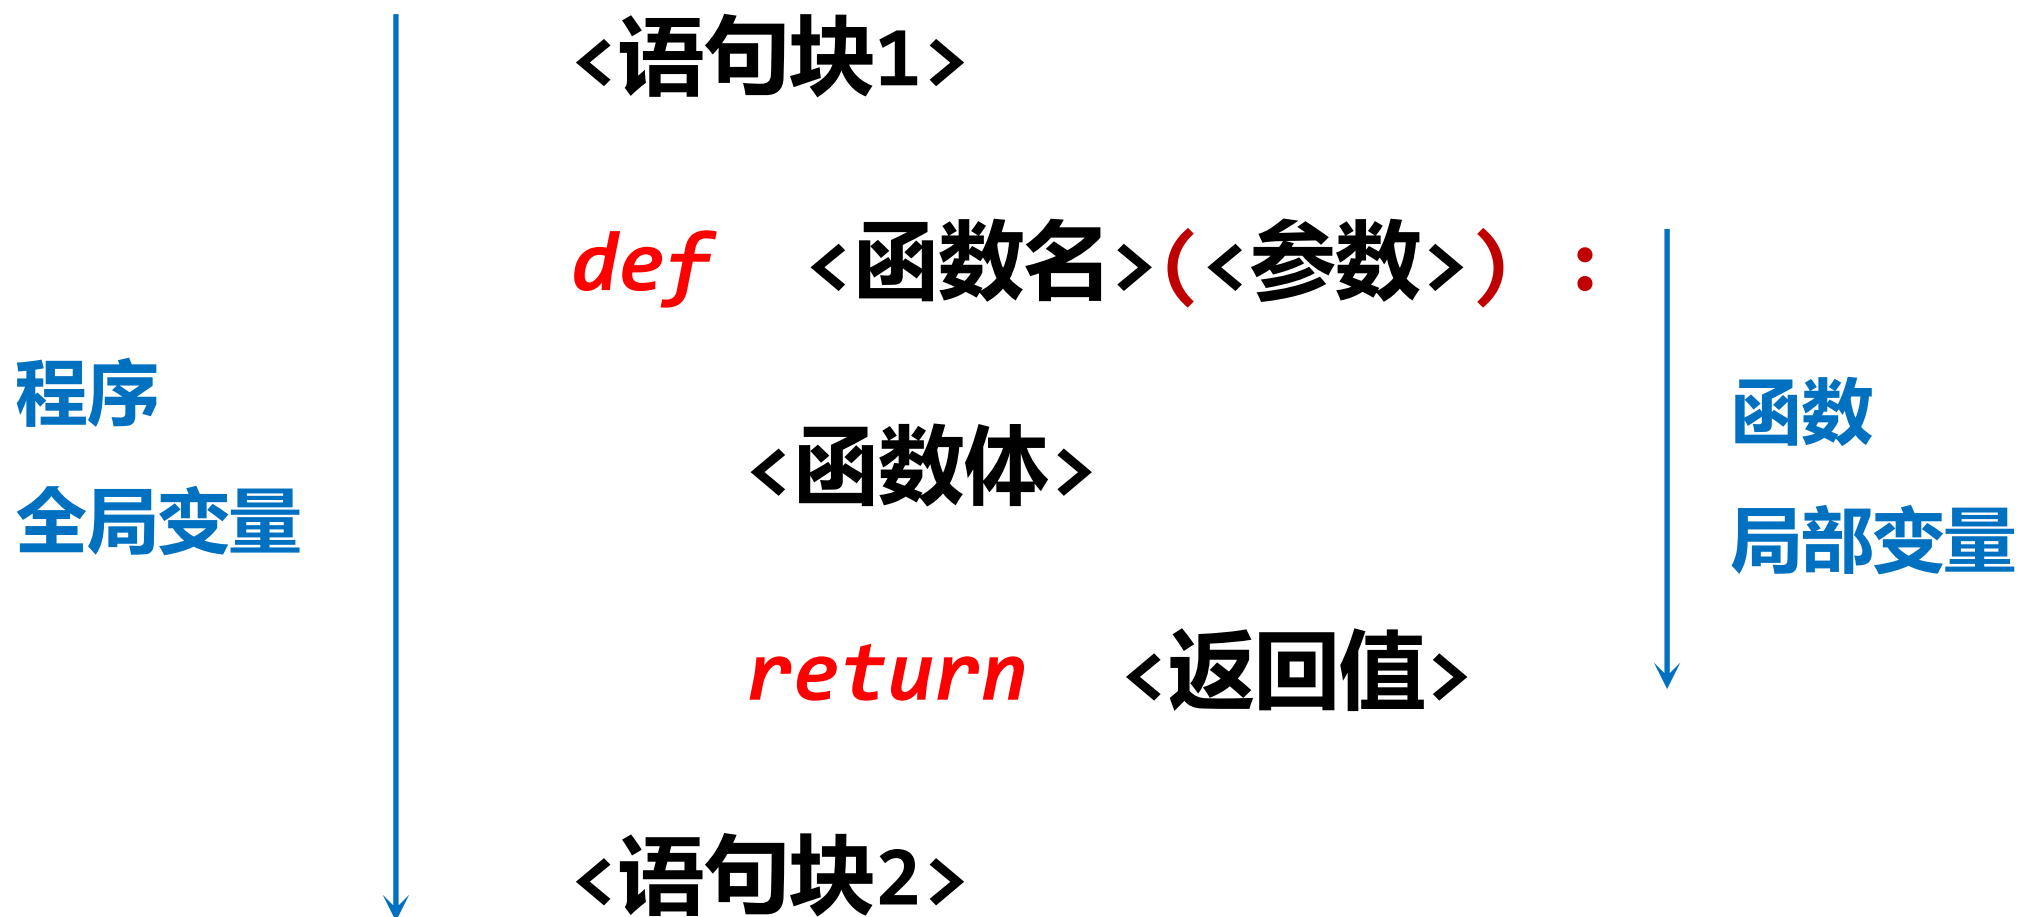 <语句块1>
def <函数名>(<参数>) :
程序
全局变量
<函数体>
函数
局部变量
return <返回值>
<语句块2>